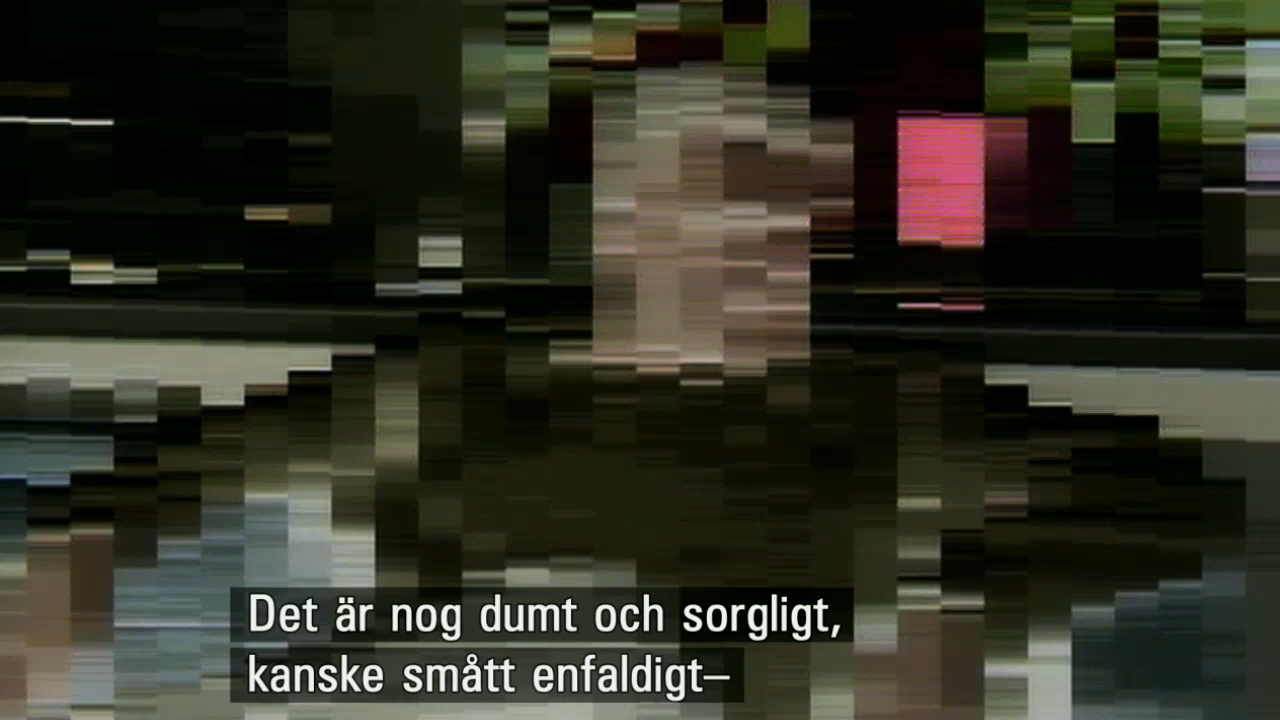 Det är nog dumt och sorgligt,
kanske smått enfaldigt–